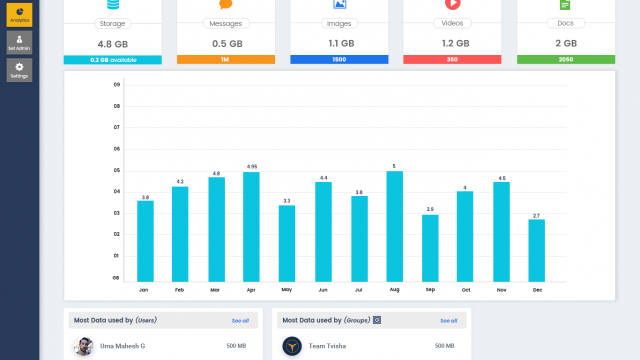 Analytics
Set Admin
Settings
Storage
4.8 GB
0.2 GB available
Messages
0.5 GB
1M
Images
1.1 GB
1500
Videos
1.2 GB
350
Docs
2 GB
2050
09
08
07
06
05
04
03
02
01
GB
3.8
4.2
4.8
4.95
3.3
4.4
3.8
5
2.9
4
4.5
2.7
Jan
Feb
Mar
Apr
May
Jun
Jul
Aug
Sep
Oct
Nov
Dec
Most Data used by (Users)
See all
Uma Mahesh G
500 MB
Most Data used by (Groups)
See all
Team Tvisha
500 MB